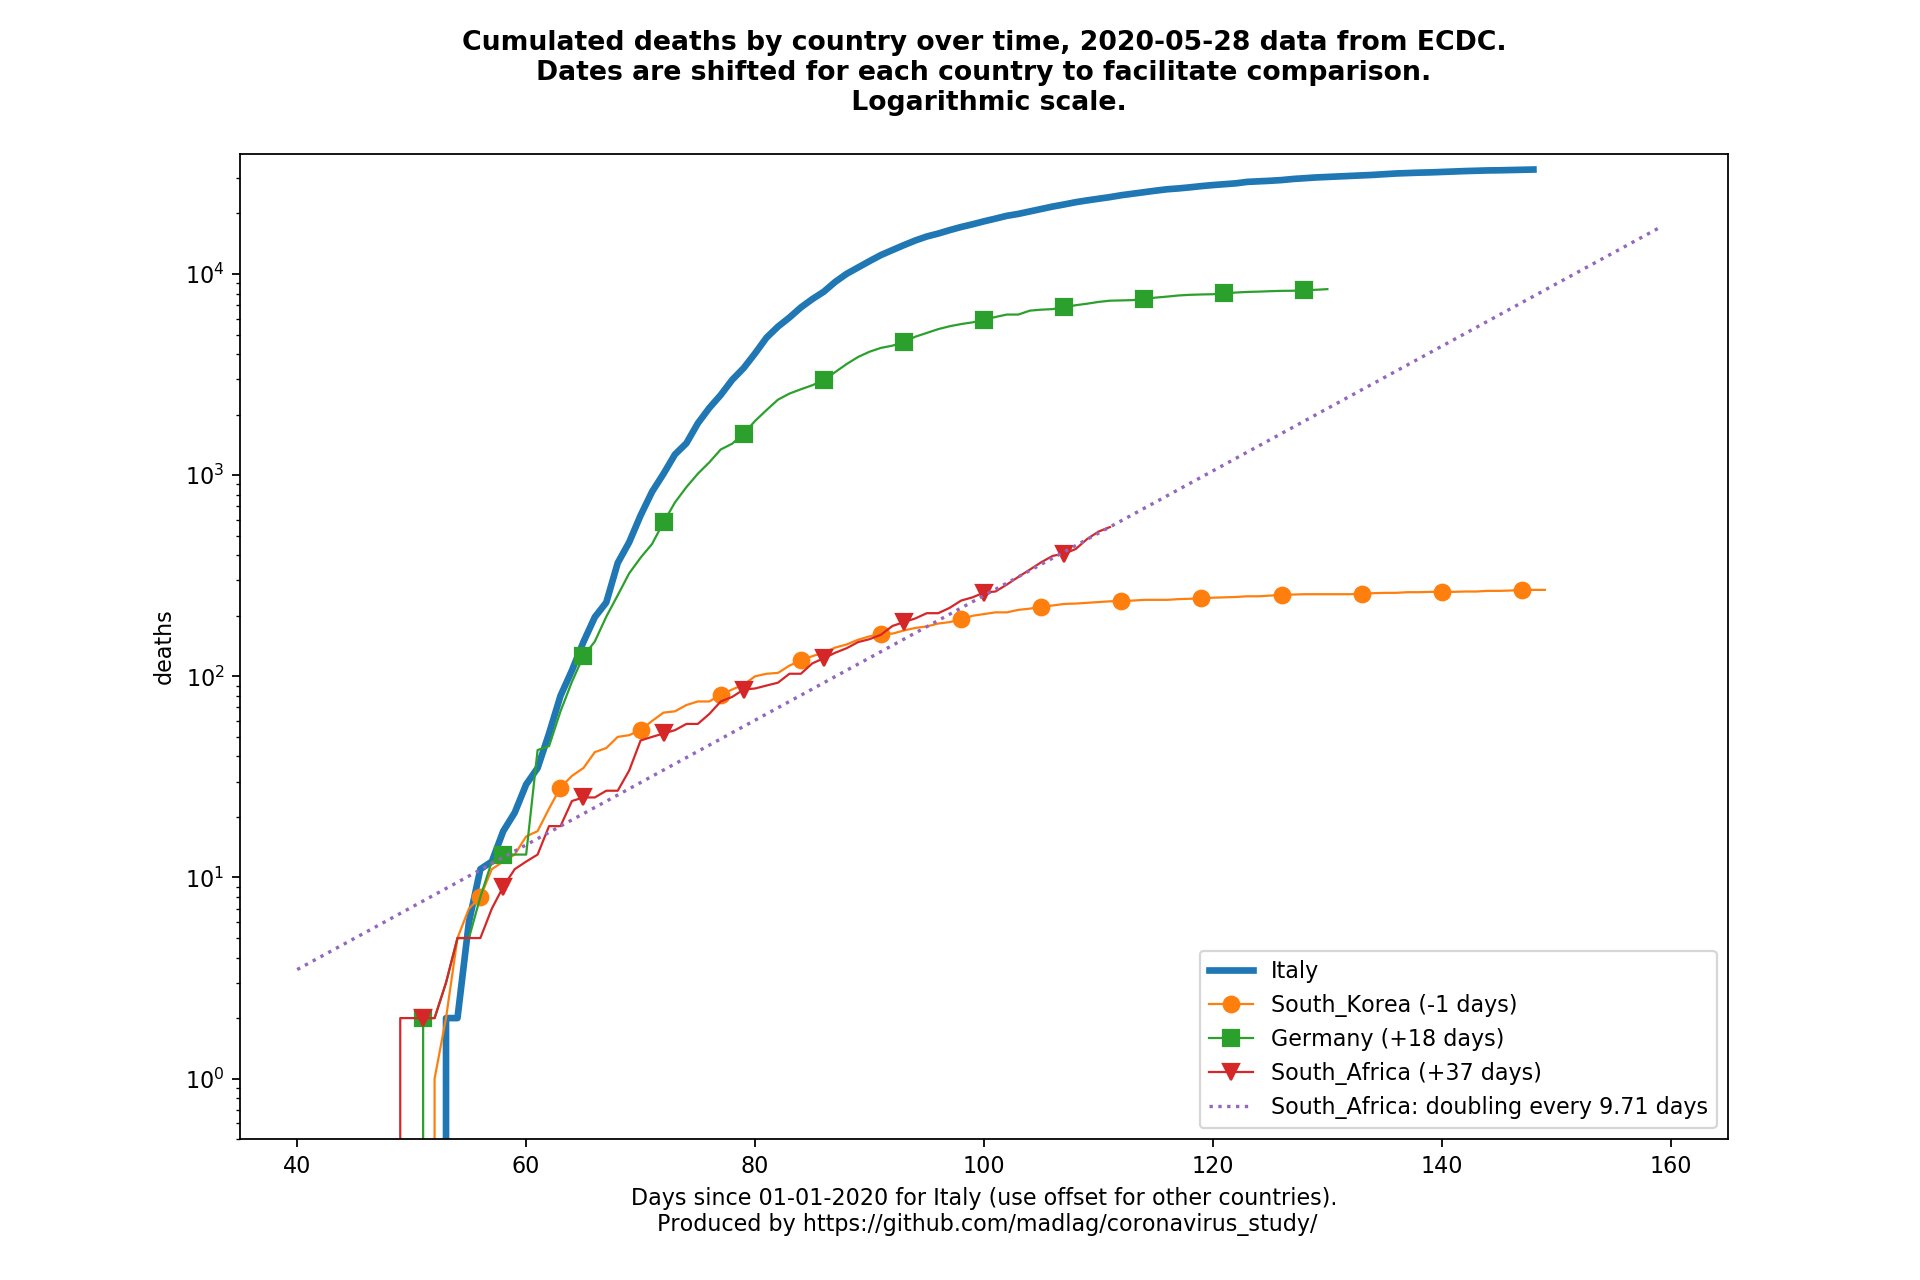 Cumulated deaths by country over time, 2020-05-28 data from ECDC.
Dates are shifted for each country to facilitate comparison.
Logarithmic scale.
deaths
10⁴
10³
10²
10¹
10⁰
Italy
South_Korea (-1 days)
Germany (+18 days)
South_Africa (+37 days)
South_Africa: doubling every 9.71 days
40 60 80 100 120 140 160
Days since 01-01-2020 for Italy (use offset for other countries).
Produced by https://github.com/madlag/coronavirus_study/